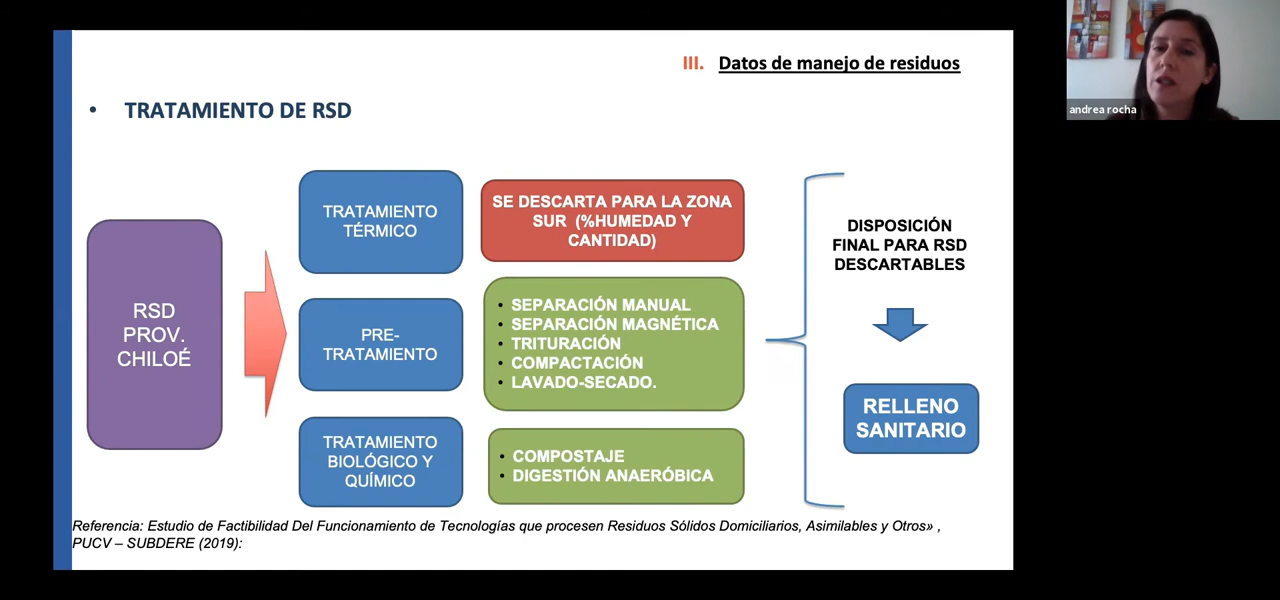 III. Datos de manejo de residuos
• TRATAMIENTO DE RSD
RSD
PROV.
CHILOÉ
TRATAMIENTO
TÉRMICO
SE DESCARTA PARA LA ZONA
SUR (%HUMEDAD Y
CANTIDAD)
PRE-
TRATAMIENTO
• SEPARACIÓN MANUAL
• SEPARACIÓN MAGNÉTICA
• TRITURACIÓN
• COMPACTACIÓN
• LAVADO-SECADO.
TRATAMIENTO
BIOLÓGICO Y
QUÍMICO
• COMPOSTAJE
• DIGESTIÓN ANAERÓBICA
DISPOSICIÓN
FINAL PARA RSD
DESCARTABLES
RELLENO
SANITARIO
Referencia: Estudio de Factibilidad Del Funcionamiento de Tecnologías que procesen Residuos Sólidos Domiciliarios, Asimilables y Otros» ,
PUCV – SUBDERE (2019):
andrea rocha